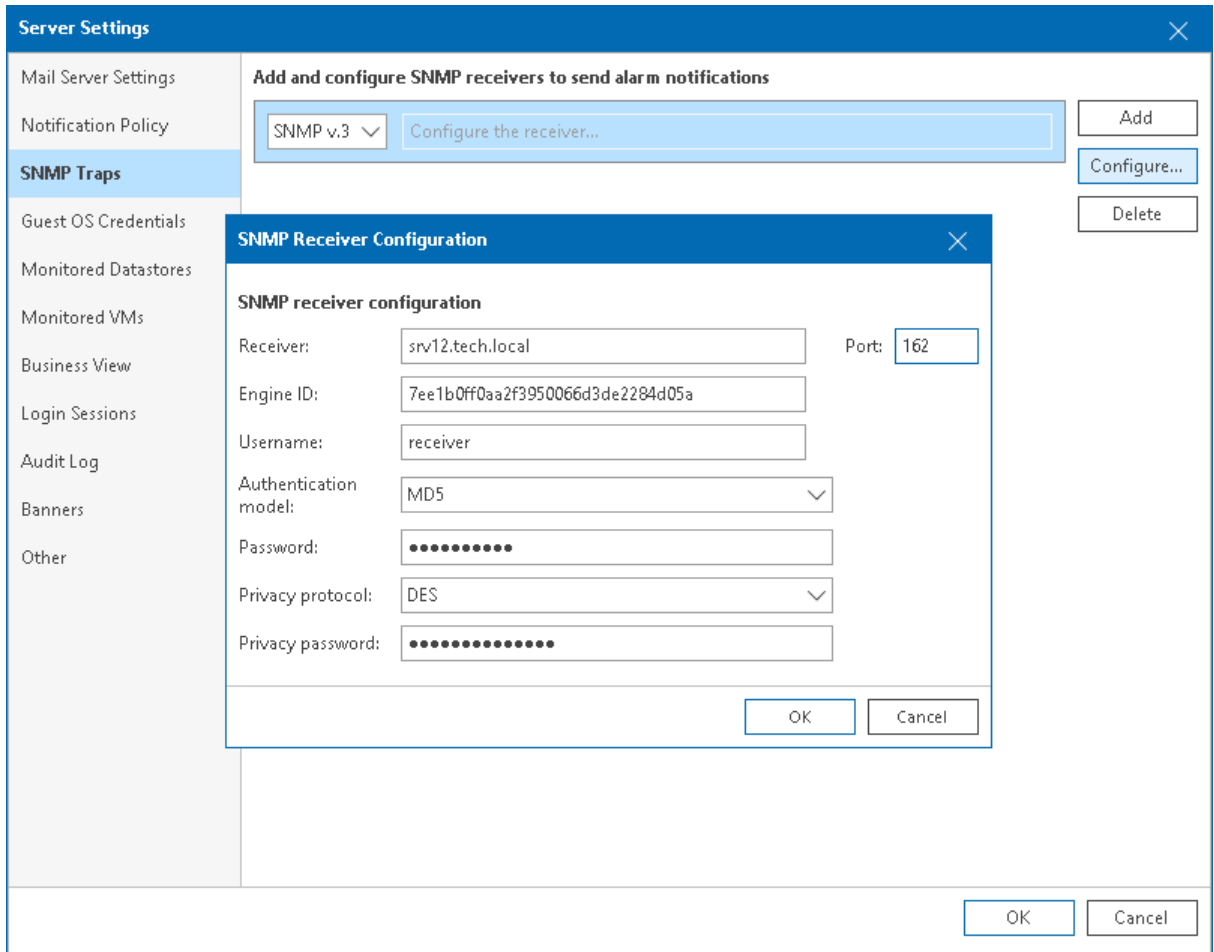 Server Settings
Mail Server Settings
Notification Policy
SNMP Traps
Guest OS Credentials
Monitored Datastores
Monitored VMs
Business View
Login Sessions
Audit Log
Banners
Other
Add and configure SNMP receivers to send alarm notifications
SNMP v.3 Configure the receiver...
Add
Configure...
Delete
SNMP Receiver Configuration
SNMP receiver configuration
Receiver: srv12.tech.local Port: 162
Engine ID: 7ee1b0ff0aa2f3950066d3de2284d05a
Username: receiver
Authentication
model: MD5
Password: ●●●●●●●●●●
Privacy protocol: DES
Privacy password: ●●●●●●●●●●●●●●
OK Cancel
OK Cancel